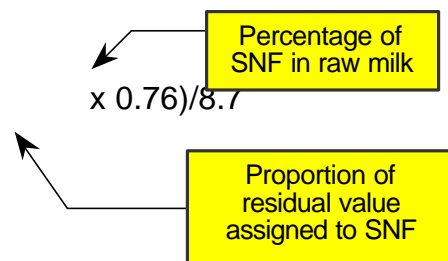 Percentage of
SNF in raw milk
x 0.76)/8.7
Proportion of
residual value
assigned to SNF